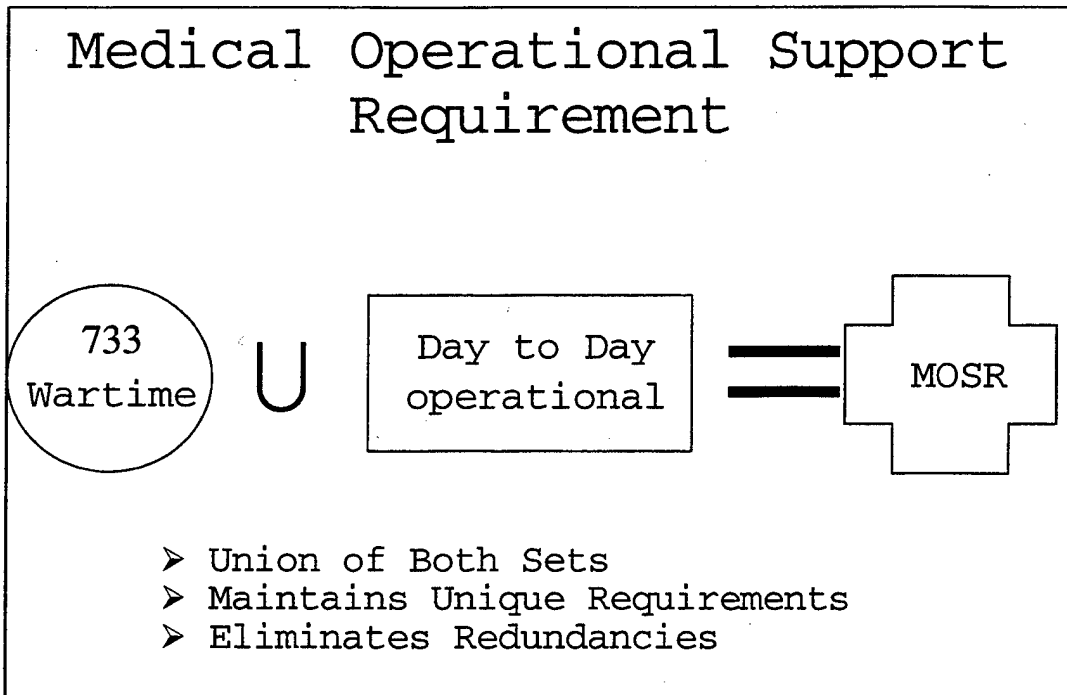 Medical Operational Support
Requirement
733
Wartime
∪
Day to Day
operational
=
MOSR
➢ Union of Both Sets
➢ Maintains Unique Requirements
➢ Eliminates Redundancies